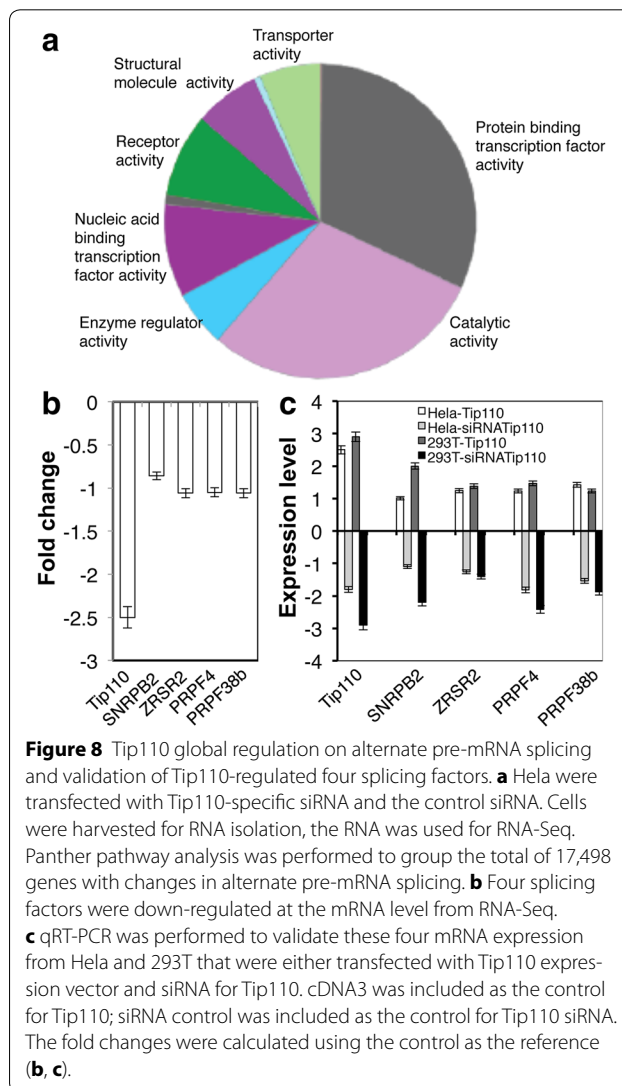 a
Transporter
activity
Structural
molecule activity
Receptor
activity
Nucleic acid
binding
transcription
factor activity
Enzyme regulator
activity
Protein binding
transcription factor
activity
Catalytic
activity
b
Fold change
0
-0.5
-1
-1.5
-2
-2.5
-3
Tip110
SNRPB2
ZRSR2
PRPF4
PRPF38b
c
Expression level
4
3
2
1
0
-1
-2
-3
-4
Hela-Tip110
Hela-siRNATip110
293T-Tip110
293T-siRNATip110
Tip110
SNRPB2
ZRSR2
PRPF4
PRPF38b
Figure 8 Tip110 global regulation on alternate pre-mRNA splicing
and validation of Tip110-regulated four splicing factors. a Hela were
transfected with Tip110-specific siRNA and the control siRNA. Cells
were harvested for RNA isolation, the RNA was used for RNA-Seq.
Panther pathway analysis was performed to group the total of 17,498
genes with changes in alternate pre-mRNA splicing. b Four splicing
factors were down-regulated at the mRNA level from RNA-Seq.
c qRT-PCR was performed to validate these four mRNA expression
from Hela and 293T that were either transfected with Tip110 expres-
sion vector and siRNA for Tip110. cDNA3 was included as the control
for Tip110; siRNA control was included as the control for Tip110 siRNA.
The fold changes were calculated using the control as the reference
(b, c).